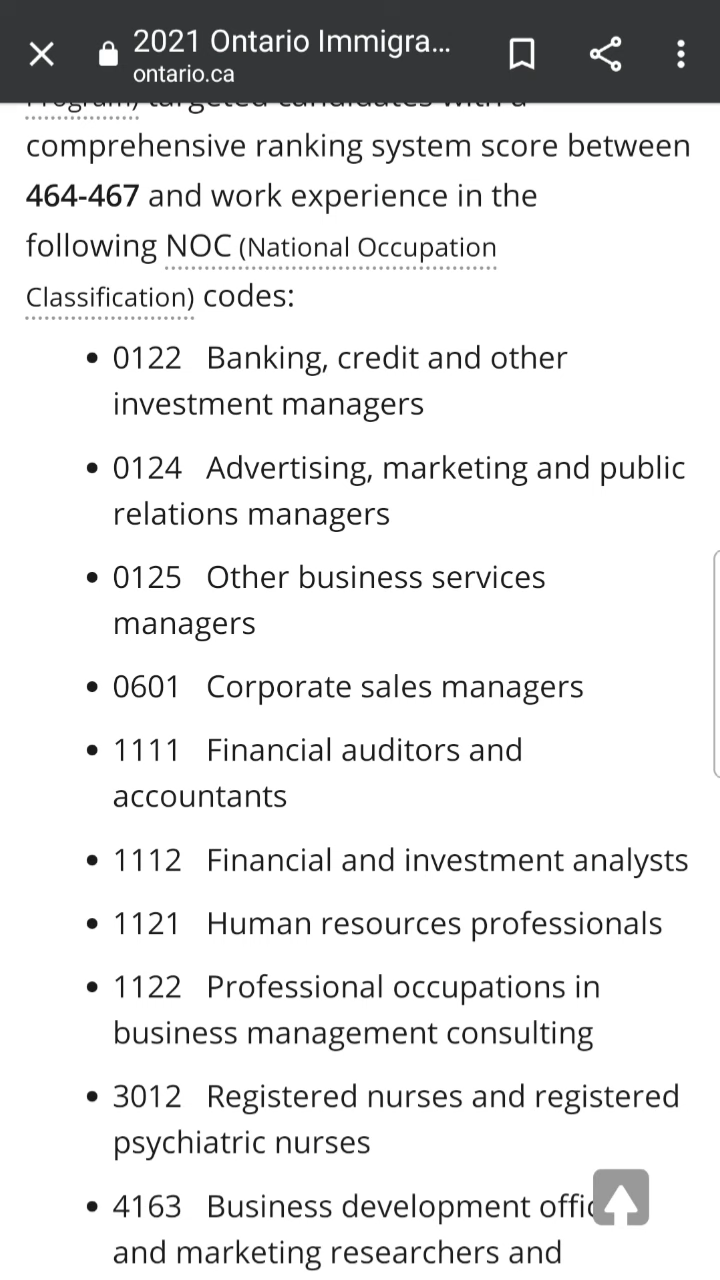 2021 Ontario Immigra...
ontario.ca
comprehensive ranking system score between
464-467 and work experience in the
following NOC (National Occupation
Classification) codes:
• 0122 Banking, credit and other
investment managers
• 0124 Advertising, marketing and public
relations managers
• 0125 Other business services
managers
• 0601 Corporate sales managers
• 1111 Financial auditors and
accountants
• 1112 Financial and investment analysts
• 1121 Human resources professionals
• 1122 Professional occupations in
business management consulting
• 3012 Registered nurses and registered
psychiatric nurses
• 4163 Business development
and marketing researchers and